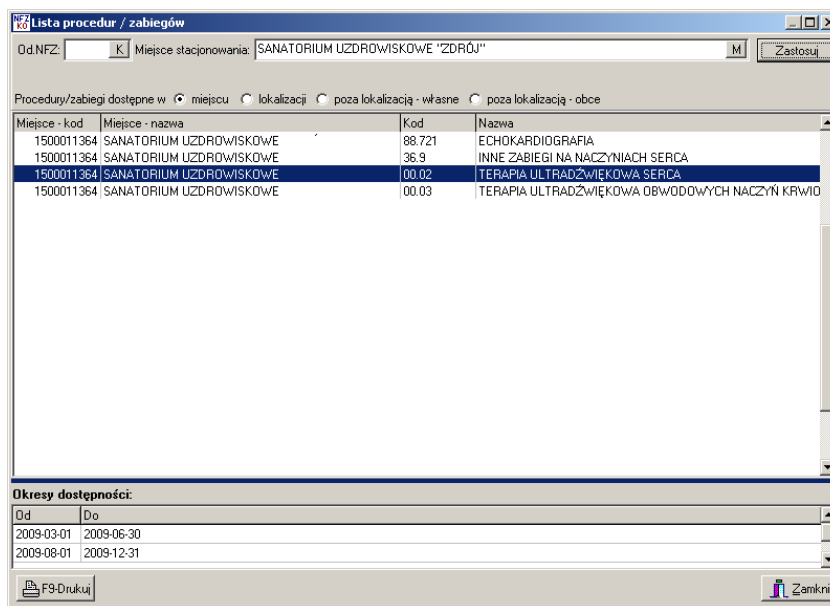 NFZ KO Lista procedur / zabiegów
Od.NFZ: K Miejsce stacjonowania: SANATORIUM UZDROWISKOWE "ZDRÓJ" M Zastosuj
Procedury/zabiegi dostępne w miejscu lokalizacji poza lokalizacją - własne poza lokalizacją - obce
Miejsce - kod Miejsce - nazwa Kod Nazwa
1500011364 SANATORIUM UZDROWISKOWE 88.721 ECHOKARDIOGRAFIA
1500011364 SANATORIUM UZDROWISKOWE 36.9 INNE ZABIEGI NA NACZYNIACH SERCA
1500011364 SANATORIUM UZDROWISKOWE 00.02 TERAPIA ULTRADŹWIĘKOWA SERCA
1500011364 SANATORIUM UZDROWISKOWE 00.03 TERAPIA ULTRADŹWIĘKOWA OBWODOWYCH NACZYŃ KRWIO
Okresy dostępności:
Od Do
2009-03-01 2009-06-30
2009-08-01 2009-12-31
F9-Drukuj Zamkni